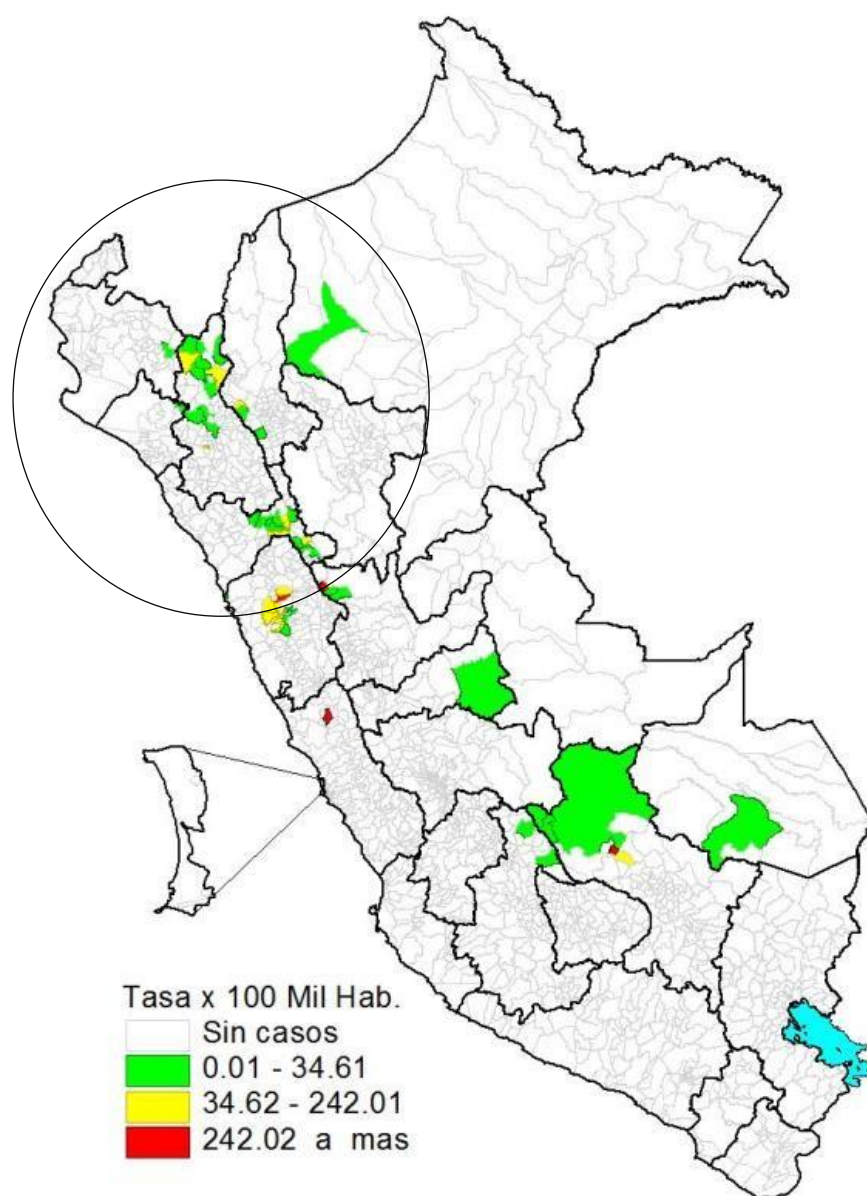 Tasa x 100 Mil Hab.
Sin casos
0.01 - 34.61
34.62 - 242.01
242.02 a mas